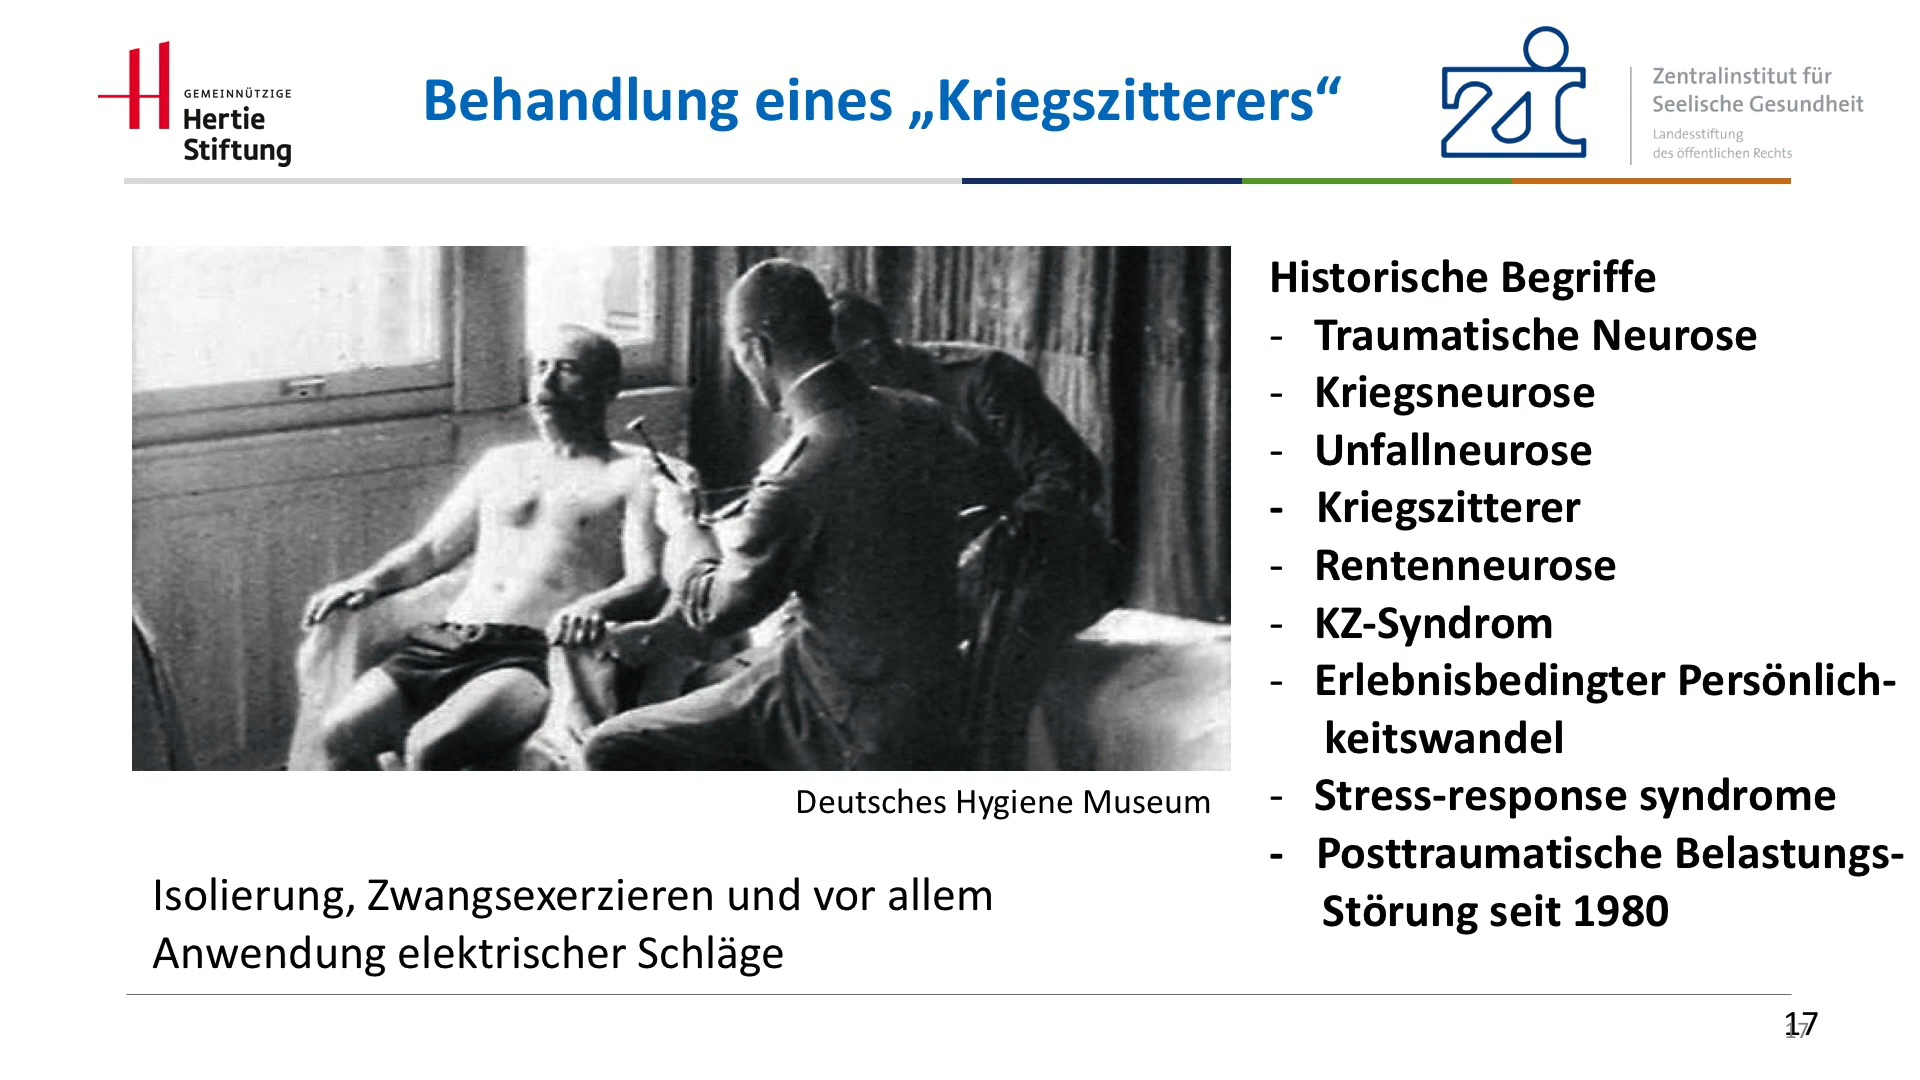 GEMEINNÜTZIGE
Hertie
Stiftung
Behandlung eines „Kriegszitterers“
Zentralinstitut für
Seelische Gesundheit
Landesstiftung
des öffentlichen Rechts
Deutsches Hygiene Museum
Isolierung, Zwangsexerzieren und vor allem
Anwendung elektrischer Schläge
Historische Begriffe
- Traumatische Neurose
- Kriegsneurose
- Unfallneurose
- Kriegszitterer
- Rentenneurose
- KZ-Syndrom
- Erlebnisbedingter Persönlich-
keitswandel
- Stress-response syndrome
- Posttraumatische Belastungs-
Störung seit 1980
17
17